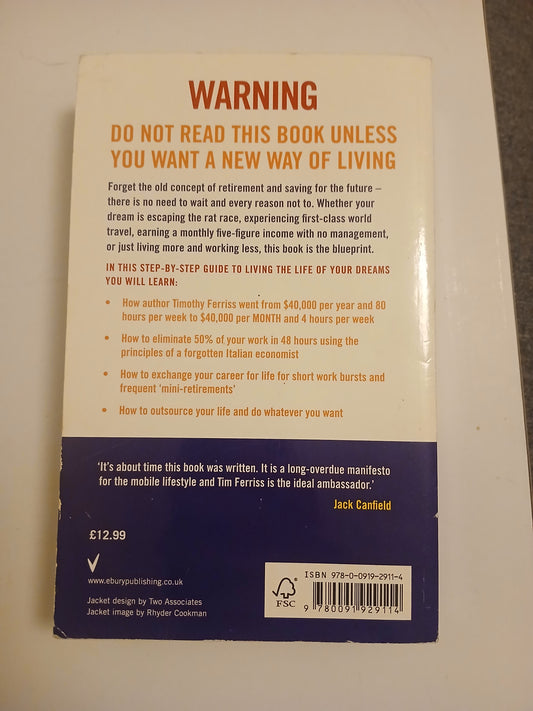 WARNING
DO NOT READ THIS BOOK UNLESS
YOU WANT A NEW WAY OF LIVING
Forget the old concept of retirement and saving for the future –
there is no need to wait and every reason not to. Whether your
dream is escaping the rat race, experiencing first-class world
travel, earning a monthly five-figure income with no management,
or just living more and working less, this book is the blueprint.
IN THIS STEP-BY-STEP GUIDE TO LIVING THE LIFE OF YOUR DREAMS
YOU WILL LEARN:
• How author Timothy Ferriss went from $40,000 per year and 80
hours per week to $40,000 per MONTH and 4 hours per week
• How to eliminate 50% of your work in 48 hours using the
principles of a forgotten Italian economist
• How to exchange your career for life for short work bursts and
frequent ‘mini-retirements’
• How to outsource your life and do whatever you want
‘It’s about time this book was written. It is a long-overdue manifesto
for the mobile lifestyle and Tim Ferriss is the ideal ambassador.’
Jack Canfield
£12.99
www.eburypublishing.co.uk
Jacket design by Two Associates
Jacket image by Rhyder Cookman
FSC
ISBN 978-0-0919-2911-4
9 780091 929114